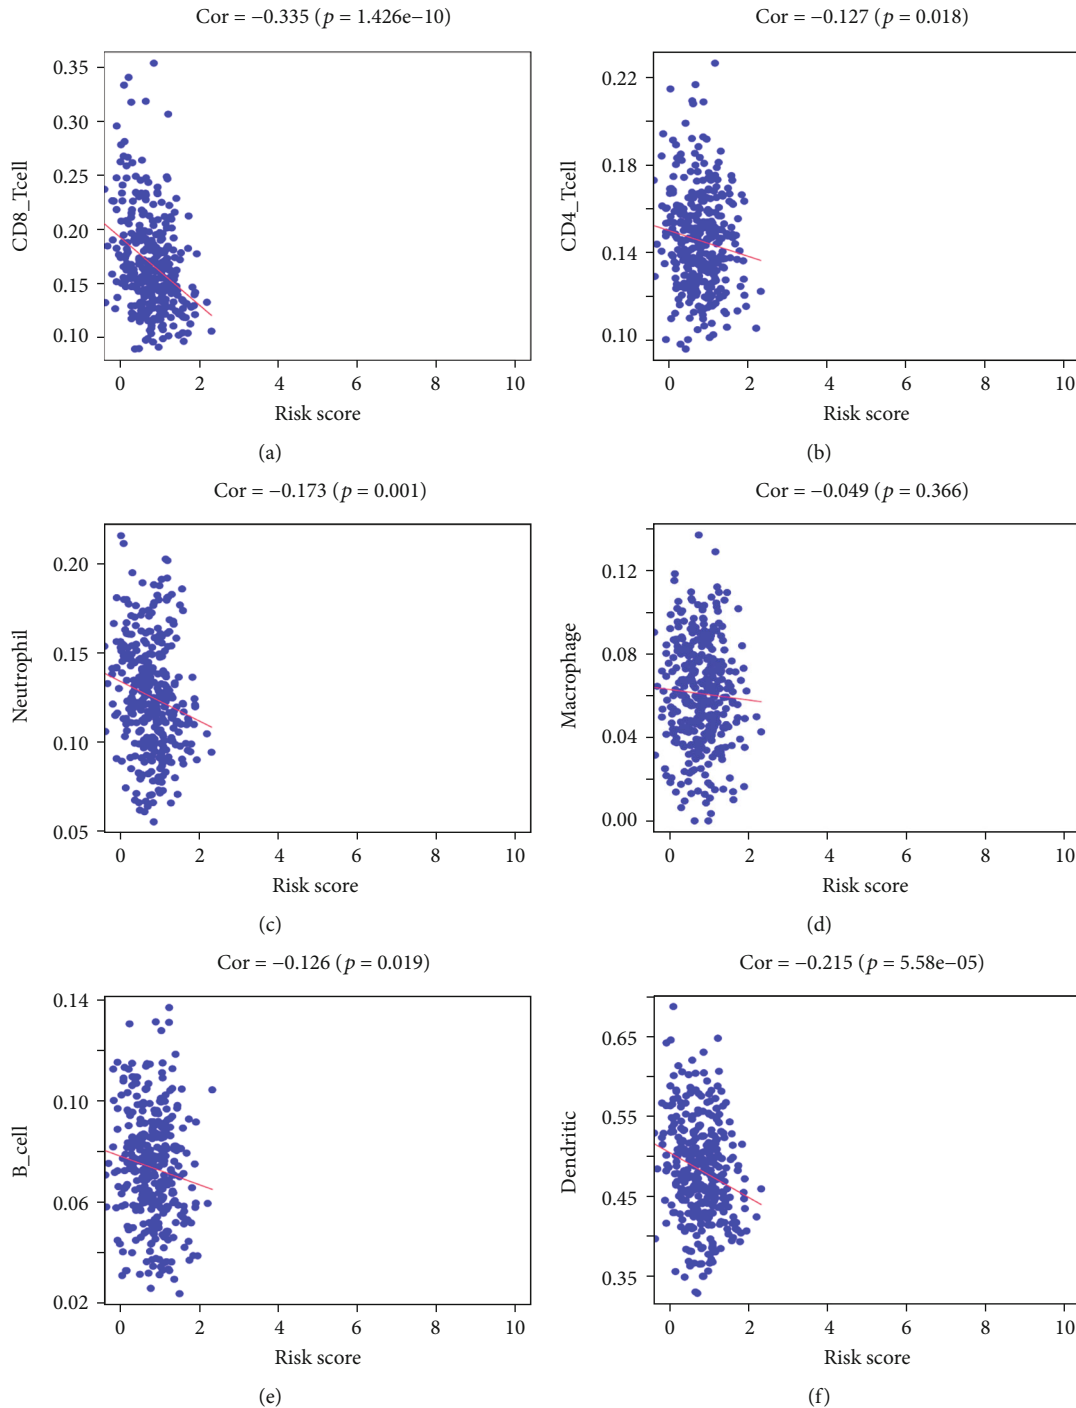 Cor = −0.335 (p = 1.426e−10)
CD8_Tcell
0.35
0.30
0.25
0.20
0.15
0.10
0 2 4 6 8 10
Risk score
(a)
Cor = −0.127 (p = 0.018)
CD4_Tcell
0.22
0.18
0.14
0.10
0 2 4 6 8 10
Risk score
(b)
Cor = −0.173 (p = 0.001)
Neutrophil
0.20
0.15
0.10
0.05
0 2 4 6 8 10
Risk score
(c)
Cor = −0.049 (p = 0.366)
Macrophage
0.12
0.08
0.04
0.00
0 2 4 6 8 10
Risk score
(d)
Cor = −0.126 (p = 0.019)
B_cell
0.14
0.10
0.06
0.02
0 2 4 6 8 10
Risk score
(e)
Cor = −0.215 (p = 5.58e−05)
Dendritic
0.65
0.55
0.45
0.35
0 2 4 6 8 10
Risk score
(f)